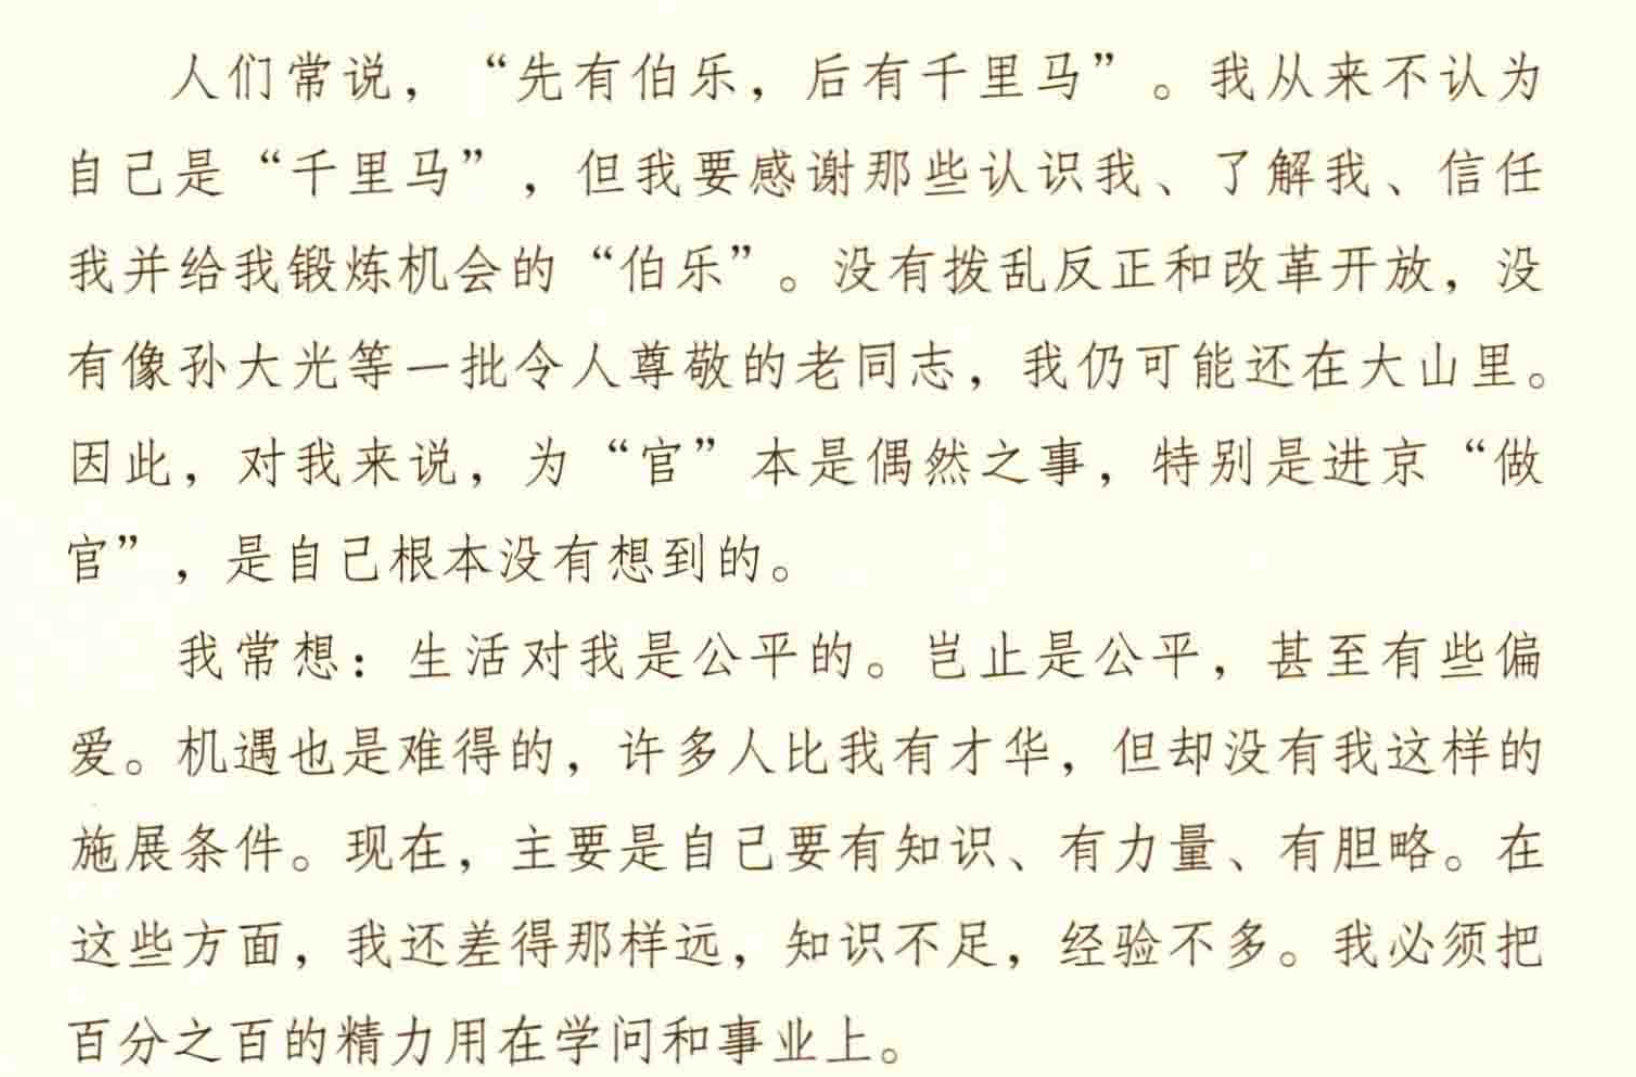 人们常说，“先有伯乐，后有千里马”。我从来不认为
自己是“千里马”，但我要感谢那些认识我、了解我、信任
我并给我锻炼机会的“伯乐”。没有拨乱反正和改革开放，没
有像孙大光等一批令人尊敬的老同志，我仍可能还在大山里。
因此，对我来说，为“官”本是偶然之事，特别是进京“做
官”，是自己根本没有想到的。
我常想：生活对我是公平的。岂止是公平，甚至有些偏
爱。机遇也是难得的，许多人比我有才华，但却没有我这样的
施展条件。现在，主要是自己要有知识、有力量、有胆略。在
这些方面，我还差得那样远，知识不足，经验不多。我必须把
百分之百的精力用在学问和事业上。